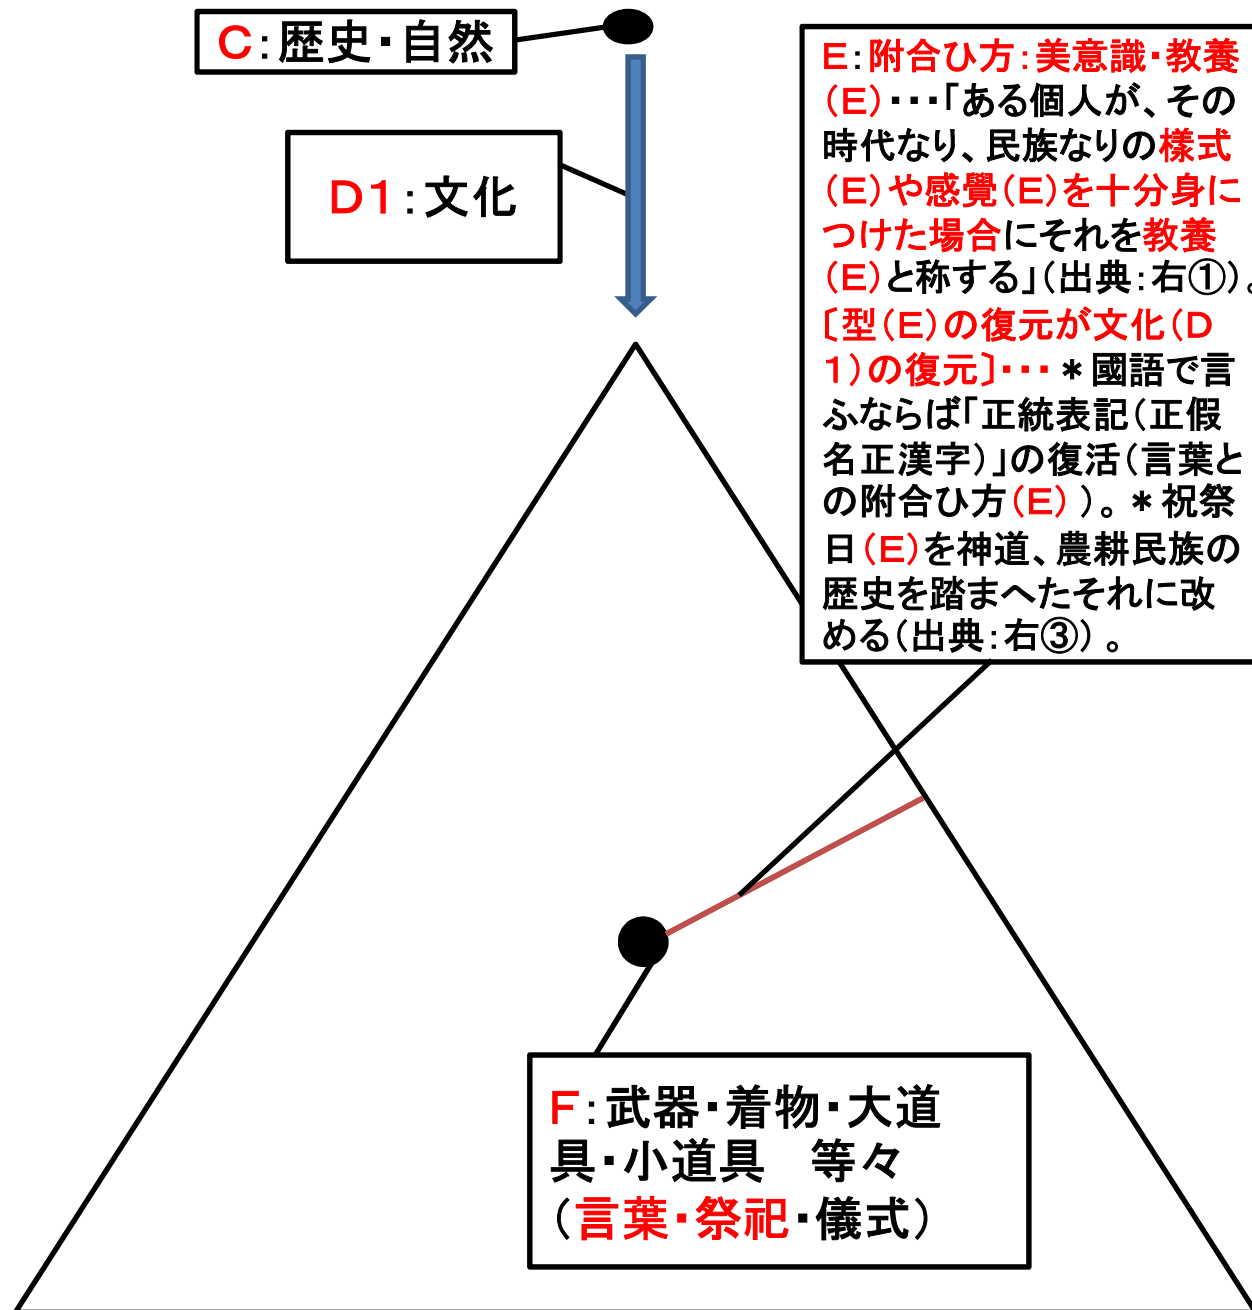 C:歴史・自然
D1:文化
E:附合ひ方:美意識・教養
(E)・・・「ある個人が、その
時代なり、民族なりの様式
(E)や感覺(E)を十分身に
つけた場合にそれを教養
(E)と称する」(出典:右①)。
〔型(E)の復元が文化(D
1)の復元〕・・・＊國語で言
ふならば「正統表記(正假
名正漢字)」の復活(言葉と
の附合ひ方(E))。＊祝祭
日(E)を神道、農耕民族の
歴史を踏まへたそれに改
める(出典:右③)。
F:武器・着物・大道
具・小道具　等々
(言葉・祭祀・儀式)